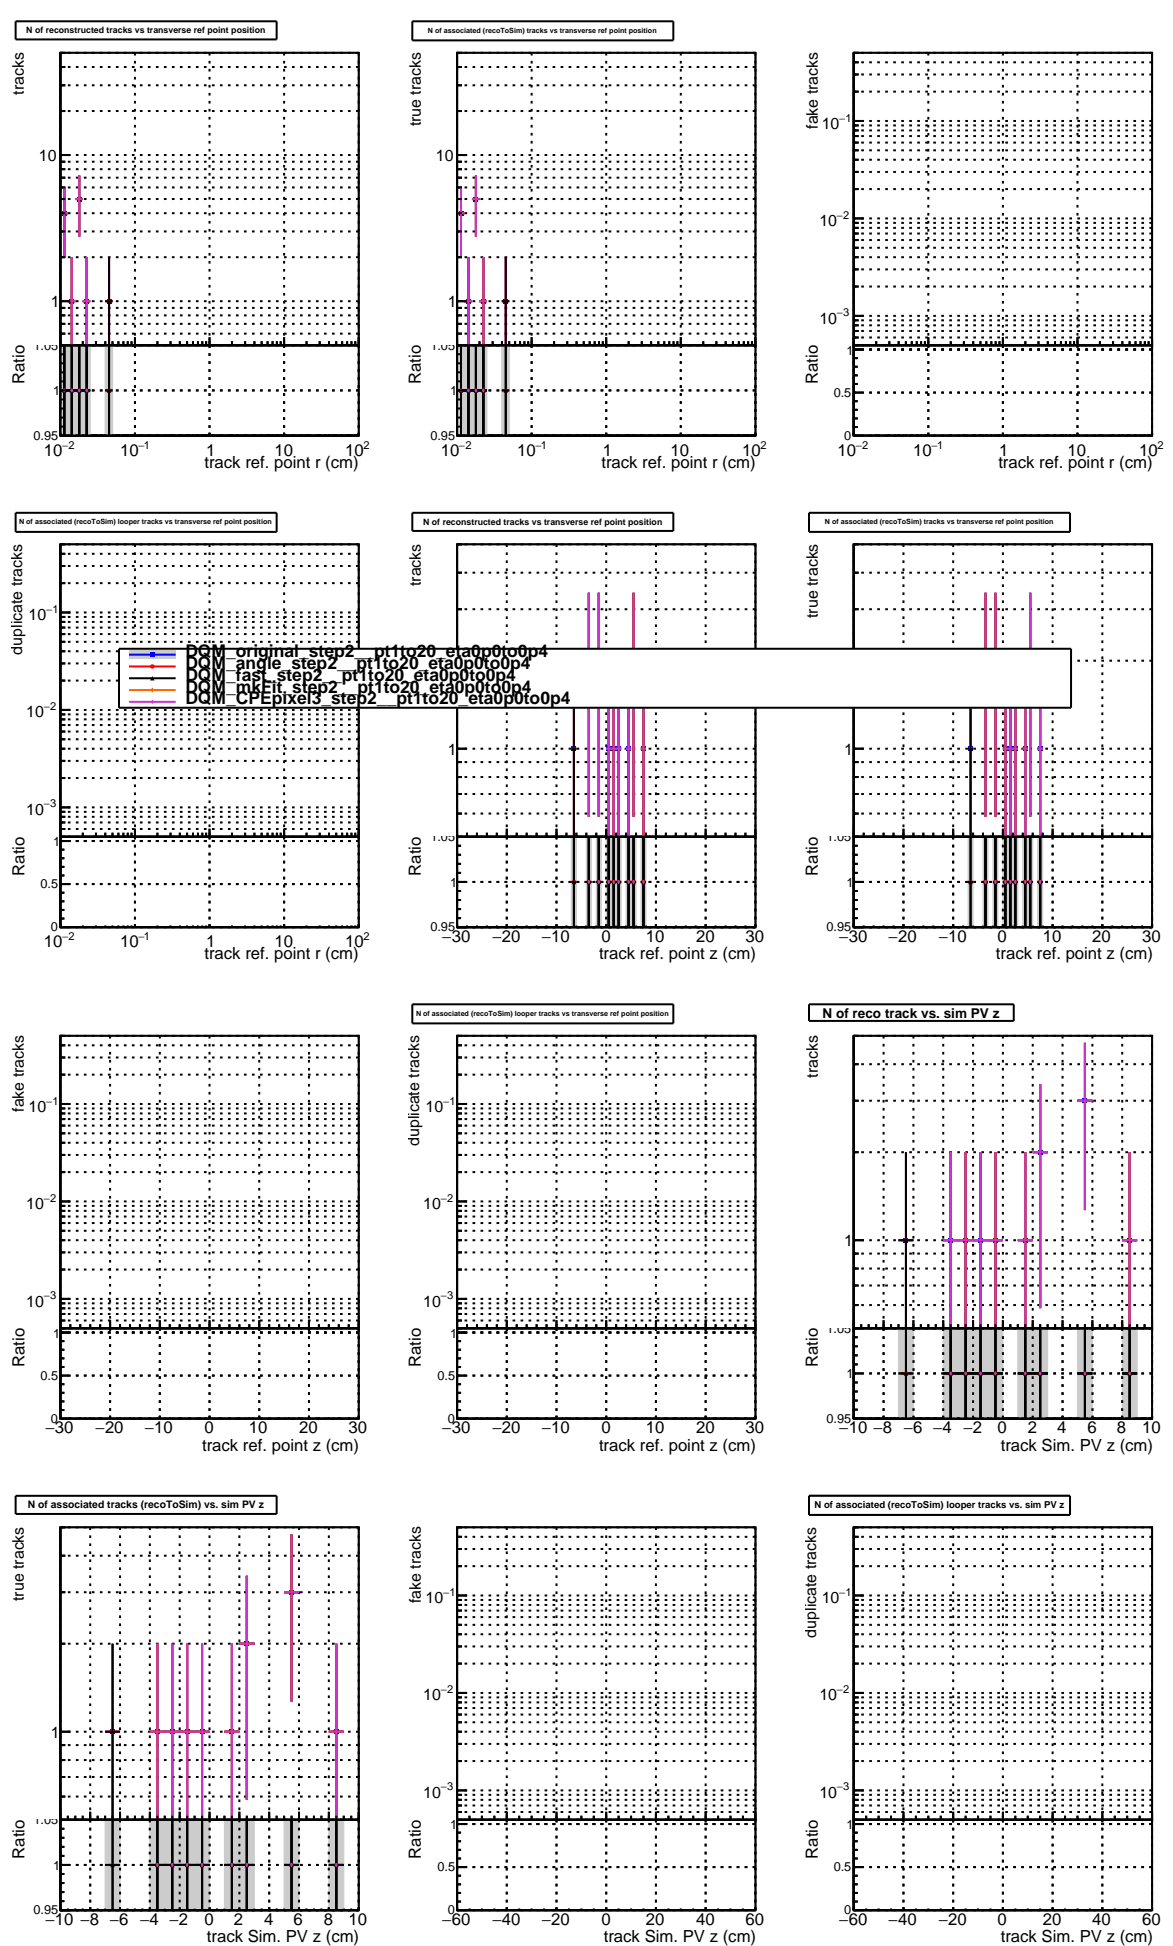 N of reconstructed tracks vs transverse ref point position
tracks
10
1
Ratio
1.05
1
0.95
10−2 10−1 1 10 102
track ref. point r (cm)
N of associated (recoToSim) tracks vs transverse ref point position
true tracks
10
1
Ratio
1.05
1
0.95
10−2 10−1 1 10 102
track ref. point r (cm)
fake tracks
10−1
10−2
10−3
Ratio
1
0.5
0
10−2 10−1 1 10 102
track ref. point r (cm)
N of associated (recoToSim) looper tracks vs transverse ref point position
duplicate tracks
10−1
10−2
10−3
Ratio
1
0.5
0
10−2 10−1 1 10 102
track ref. point r (cm)
N of reconstructed tracks vs transverse ref point position
tracks
1
Ratio
1.05
1
0.95
−30 −20 −10 0 10 20 30
track ref. point z (cm)
N of associated (recoToSim) tracks vs transverse ref point position
true tracks
1
Ratio
1.05
1
0.95
−30 −20 −10 0 10 20 30
track ref. point z (cm)
DQM_original_step2__pt1to20_eta0p0to0p4
DQM_angle_step2__pt1to20_eta0p0to0p4
DQM_fast_step2__pt1to20_eta0p0to0p4
DQM_mkFit_step2__pt1to20_eta0p0to0p4
DQM_CPEpixel3_step2__pt1to20_eta0p0to0p4
fake tracks
10−1
10−2
10−3
Ratio
1
0.5
0
−30 −20 −10 0 10 20 30
track ref. point z (cm)
N of associated (recoToSim) looper tracks vs transverse ref point position
duplicate tracks
10−1
10−2
10−3
Ratio
1
0.5
0
−30 −20 −10 0 10 20 30
track ref. point z (cm)
N of reco track vs. sim PV z
tracks
1
Ratio
1.05
1
0.95
−10 −8 −6 −4 −2 0 2 4 6 8 10
track Sim. PV z (cm)
N of associated tracks (recoToSim) vs. sim PV z
true tracks
1
Ratio
1.05
1
0.95
−10 −8 −6 −4 −2 0 2 4 6 8 10
track Sim. PV z (cm)
fake tracks
10−1
10−2
10−3
Ratio
1
0.5
0
−60 −40 −20 0 20 40 60
track Sim. PV z (cm)
N of associated (recoToSim) looper tracks vs. sim PV z
duplicate tracks
10−1
10−2
10−3
Ratio
1
0.5
0
−60 −40 −20 0 20 40 60
track Sim. PV z (cm)